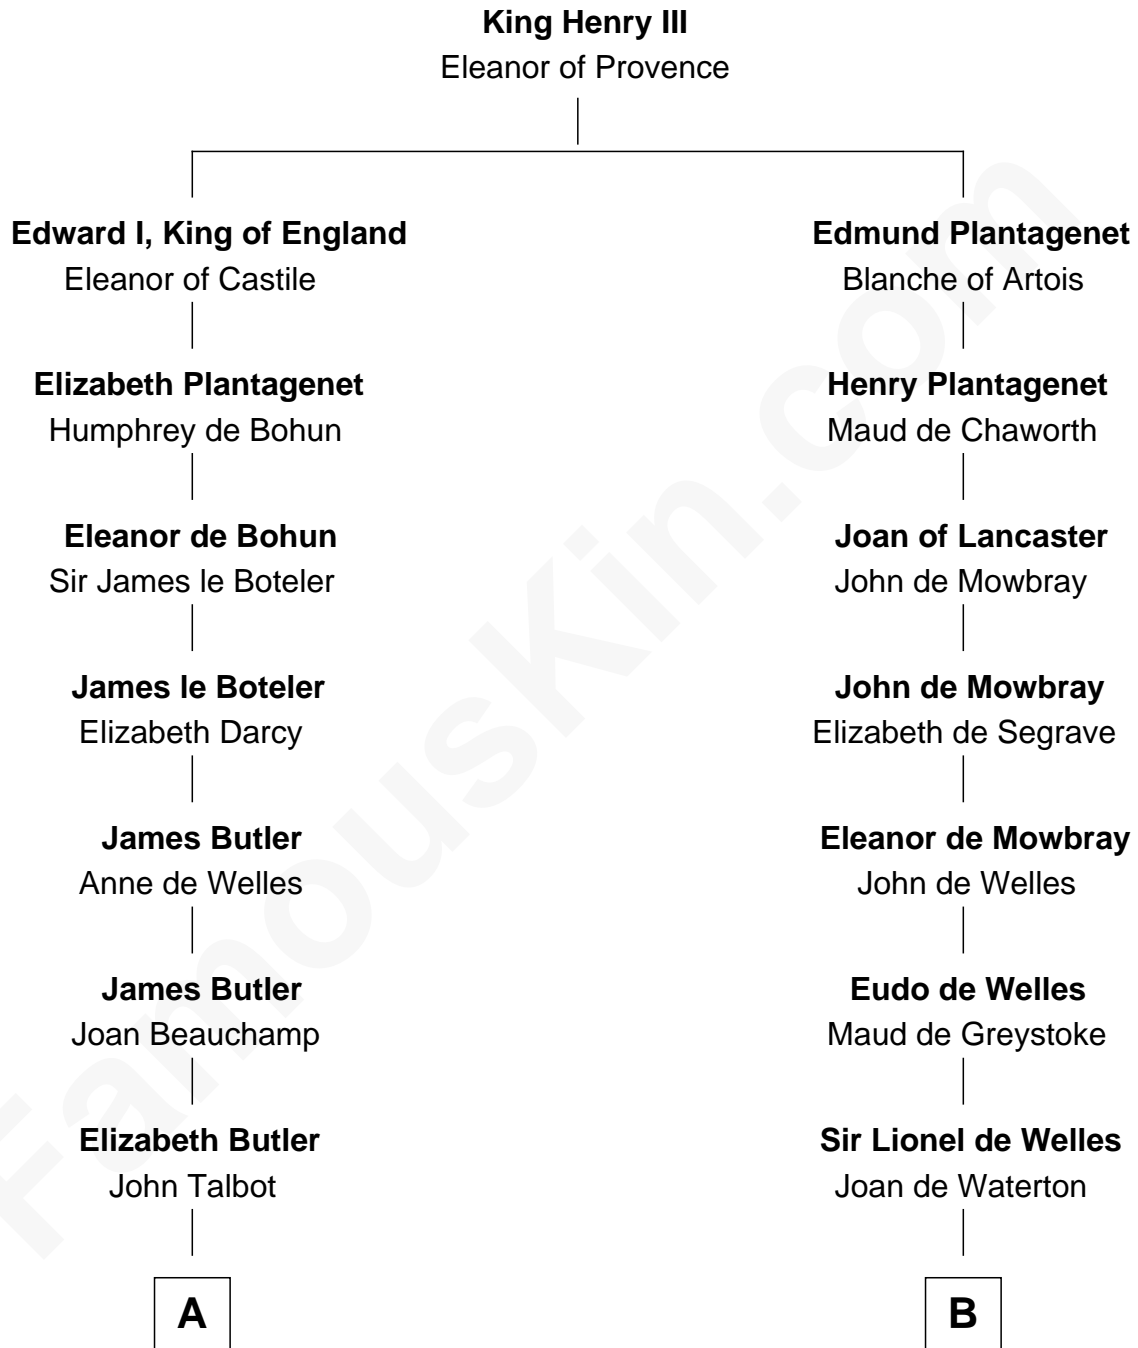 King Henry III
Eleanor of Provence
Edward I, King of England
Eleanor of Castile
Edmund Plantagenet
Blanche of Artois
Elizabeth Plantagenet
Humphrey de Bohun
Henry Plantagenet
Maud de Chaworth
Eleanor de Bohun
Sir James le Boteler
Joan of Lancaster
John de Mowbray
James le Boteler
Elizabeth Darcy
John de Mowbray
Elizabeth de Segrave
James Butler
Anne de Welles
Eleanor de Mowbray
John de Welles
James Butler
Joan Beauchamp
Eudo de Welles
Maud de Greystoke
Elizabeth Butler
John Talbot
Sir Lionel de Welles
Joan de Waterton
A
B
FamousKin.com